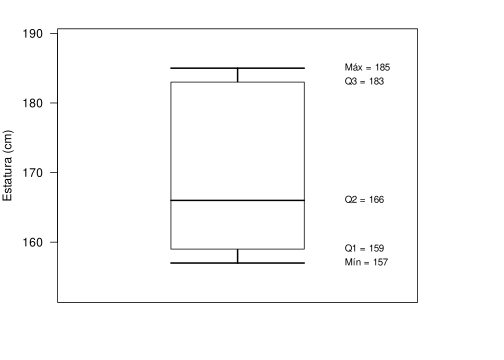 190
180
170
160
Estatura (cm)
Máx = 185
Q3 = 183
Q2 = 166
Q1 = 159
Mín = 157